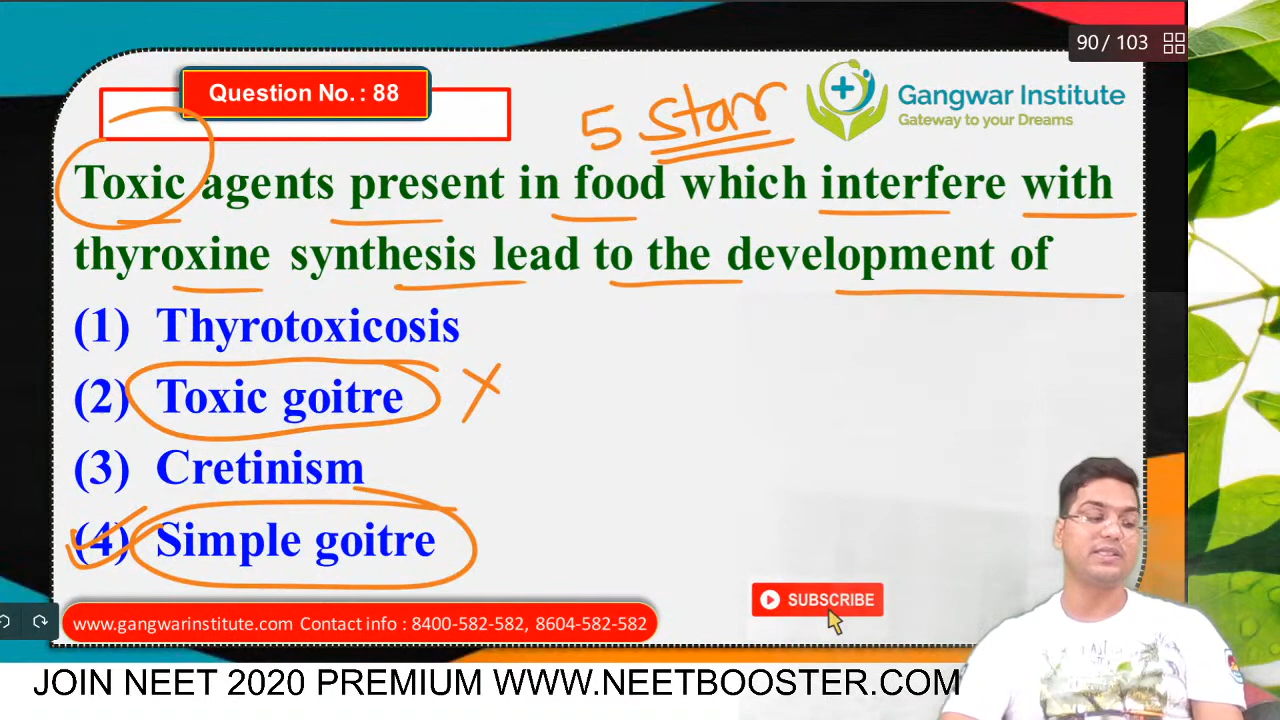 90 / 103
Question No. : 88
5 star
Gangwar Institute
Gateway to your Dreams
Toxic agents present in food which interfere with
thyroxine synthesis lead to the development of
(1) Thyrotoxicosis
(2) Toxic goitre
(3) Cretinism
(4) Simple goitre
SUBSCRIBE
www.gangwarinstitute.com Contact info : 8400-582-582, 8604-582-582
JOIN NEET 2020 PREMIUM WWW.NEETBOOSTER.COM